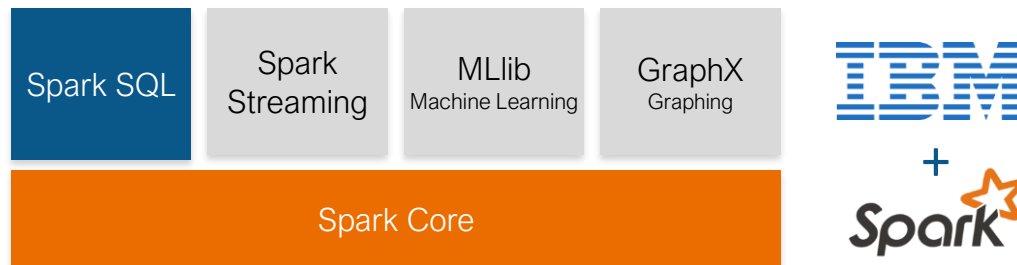 Spark SQL
Spark
Streaming
MLlib
Machine Learning
GraphX
Graphing
Spark Core
IBM
+
Spark